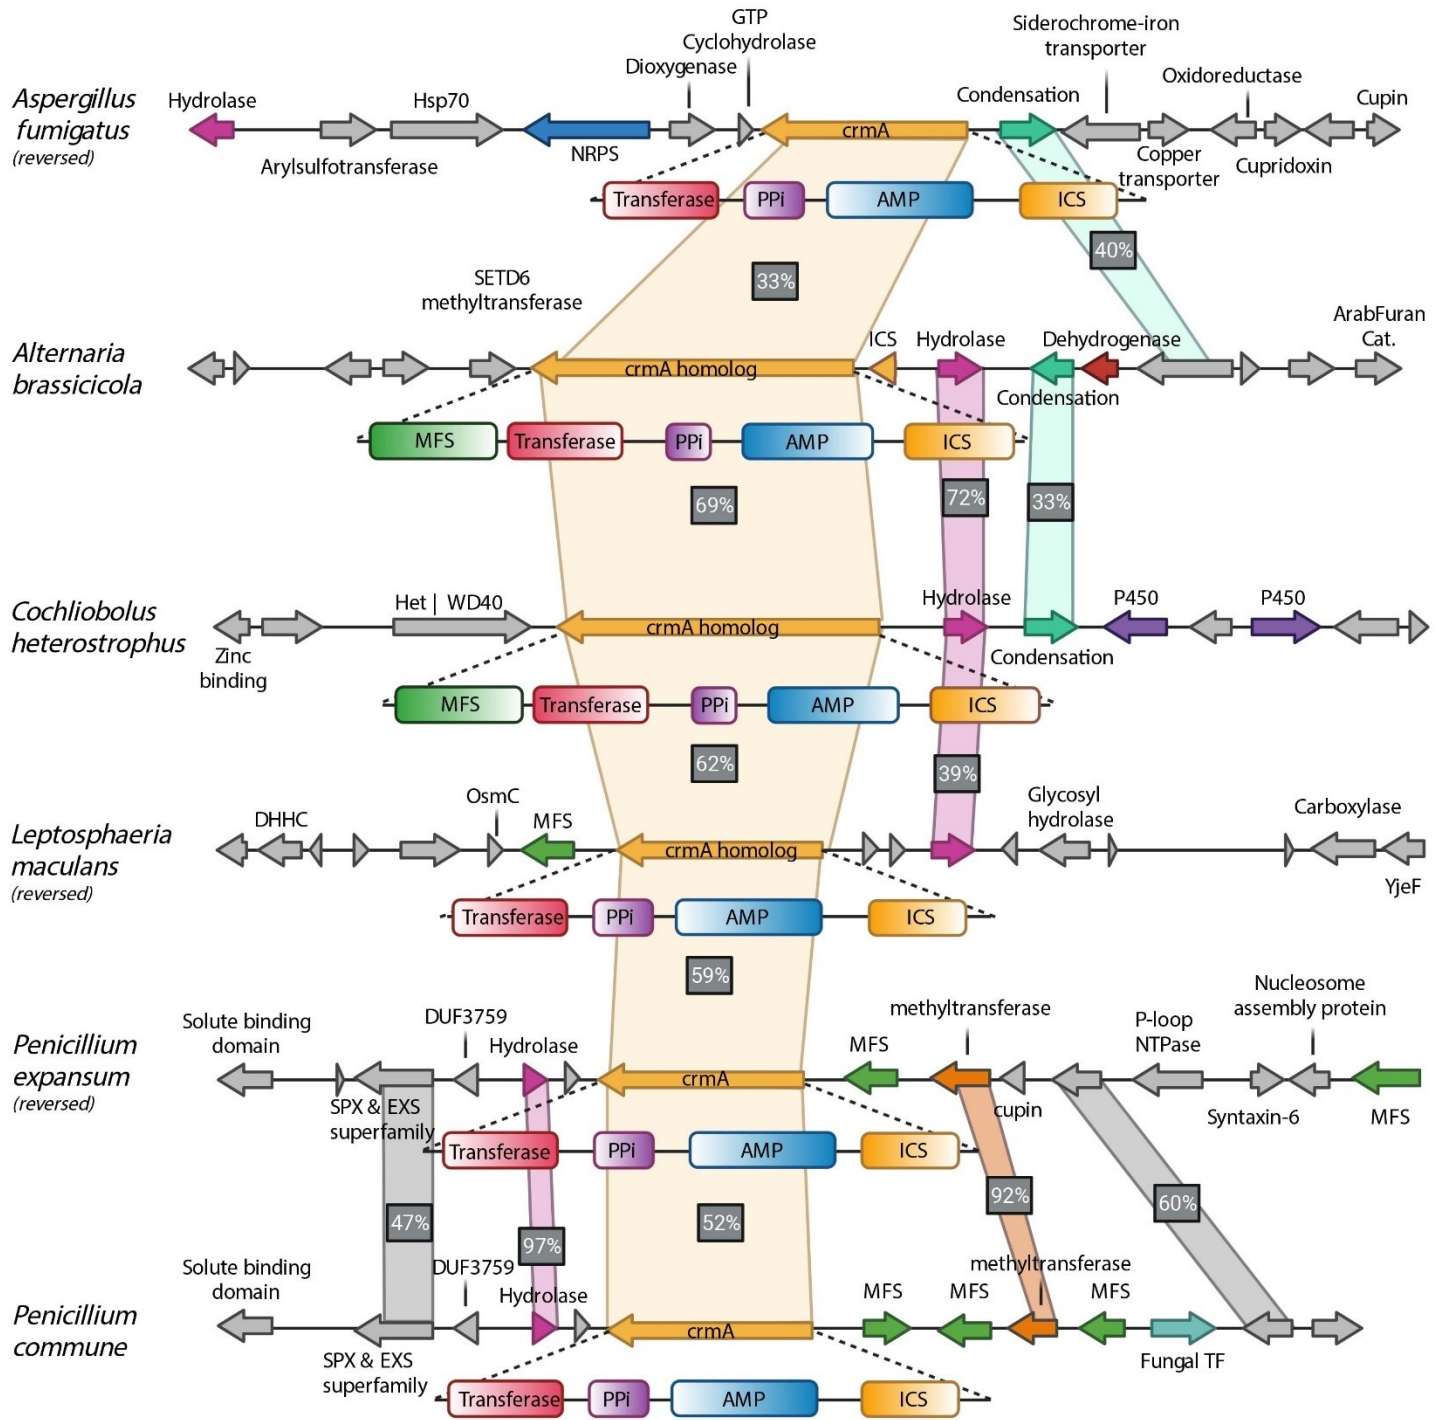 GTP
Cyclohydrolase
Siderochrome-iron
transporter
Dioxygenase
Oxidoreductase
Aspergillus
fumigatus
(reversed)
Hydrolase
Hsp70
Condensation
Cupin
crmA
Arylsulfotransferase
NRPS
Copper
transporter
Cupridoxin
Transferase
PPi
AMP
ICS
40%
33%
SETD6
methyltransferase
ArabFuran
Cat.
Alternaria
brassicicola
ICS
Hydrolase
Dehydrogenase
crmA homolog
Condensation
MFS
Transferase
PPi
AMP
ICS
69%
72%
33%
Cochliobolus
heterostrophus
Het | WD40
Hydrolase
P450
P450
crmA homolog
Zinc
binding
Condensation
MFS
Transferase
PPi
AMP
ICS
62%
39%
Leptosphaeria
maculans
(reversed)
DHHC
OsmC
MFS
Glycosyl
hydrolase
Carboxylase
crmA homolog
YjeF
Transferase
PPi
AMP
ICS
59%
Penicillium
expansum
(reversed)
Solute binding
domain
DUF3759
Hydrolase
MFS
methyltransferase
P-loop
NTPase
Nucleosome
assembly protein
crmA
SPX & EXS
superfamily
cupin
Syntaxin-6
MFS
Transferase
PPi
AMP
ICS
47%
97%
52%
92%
60%
Penicillium
commune
Solute binding
domain
DUF3759
Hydrolase
MFS
MFS
methyltransferase
MFS
crmA
SPX & EXS
superfamily
Fungal TF
Transferase
PPi
AMP
ICS